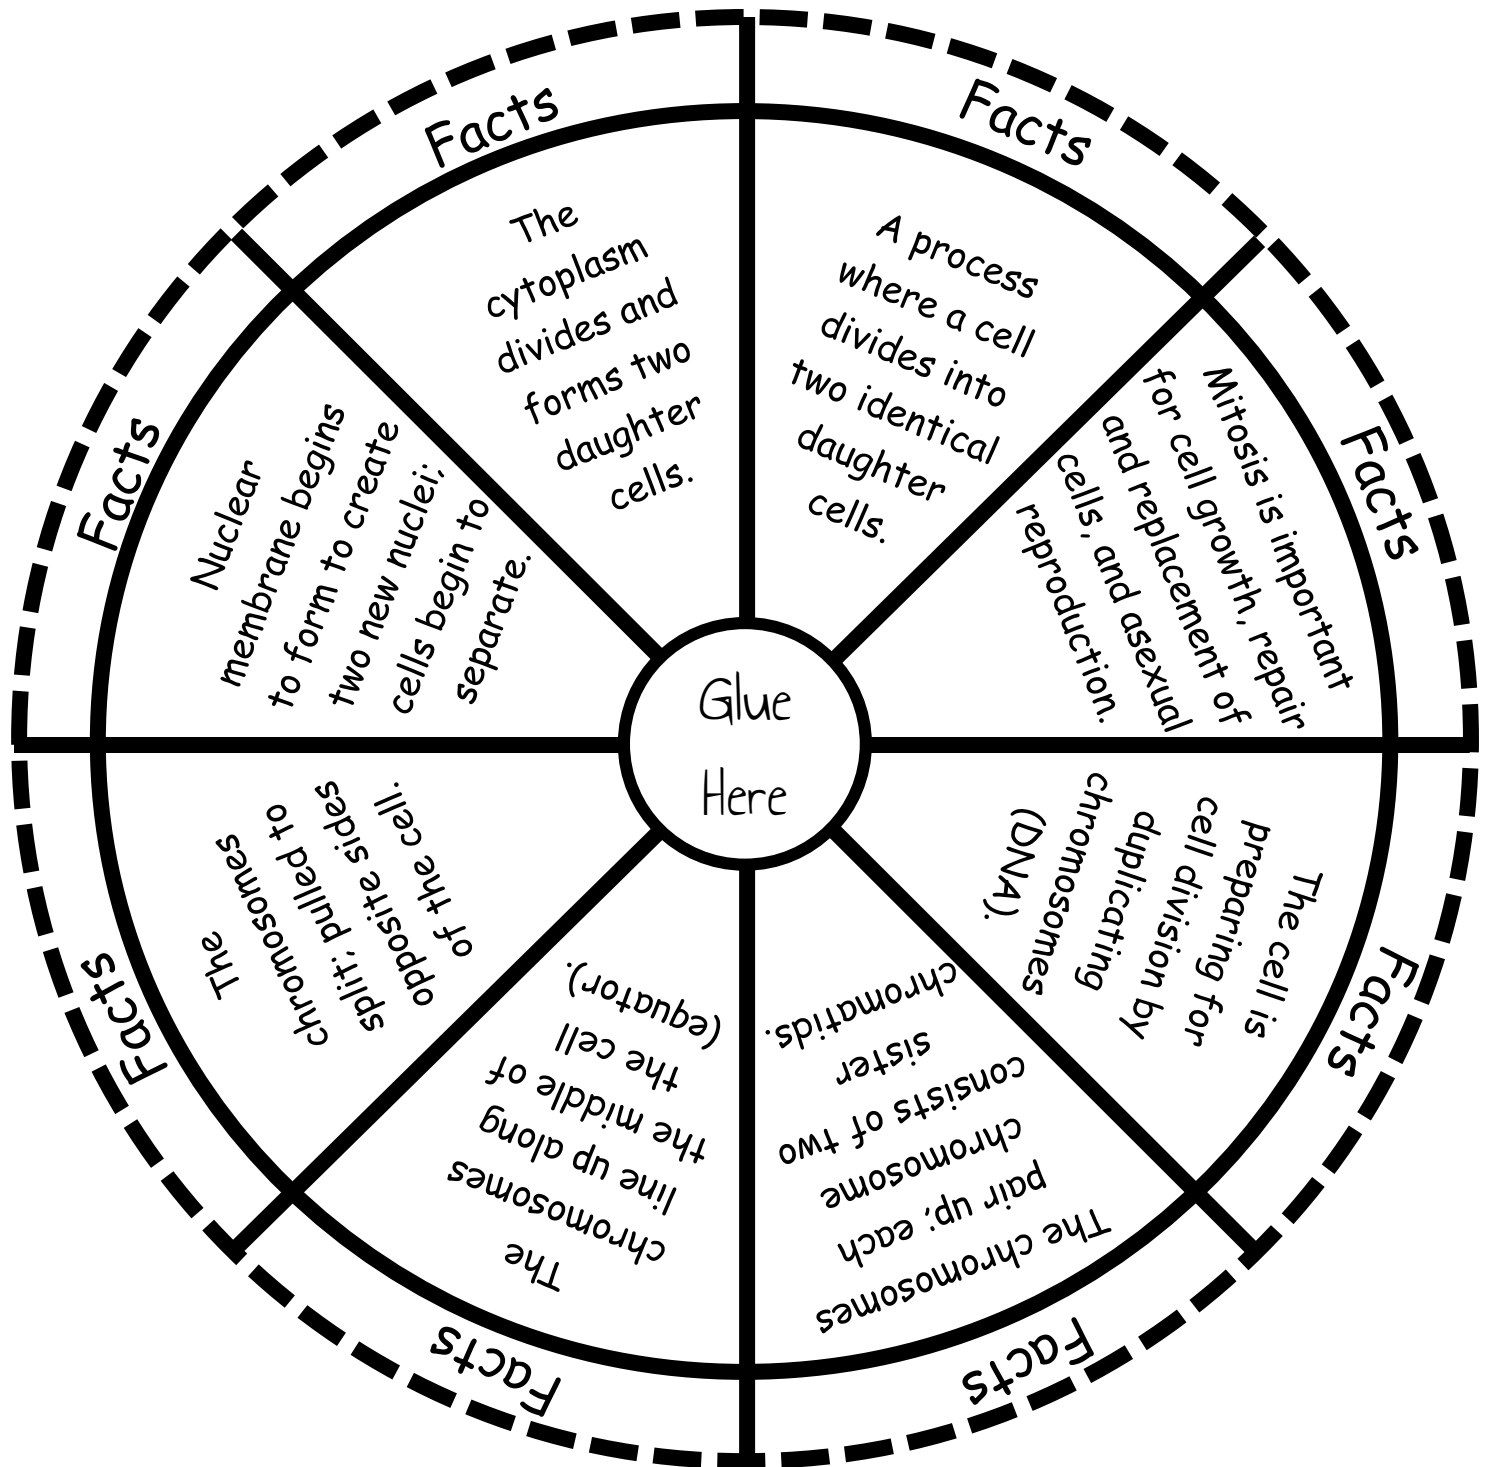 Facts
A process
where a cell
divides into
two identical
daughter
cells.
Facts
Mitosis is important
for cell growth, repair
and replacement of
cells, and asexual
reproduction.
Facts
The cell is
preparing for
cell division by
duplicating
chromosomes
(DNA).
Facts
The chromosomes
pair up; each
chromosome
consists of two
sister
chromatids.
Facts
The
chromosomes
line up along
the middle of
the cell
(equator).
Facts
The
chromosomes
split; pulled to
opposite sides
of the cell.
Facts
Nuclear
membrane begins
to form to create
two new nuclei;
cells begin to
separate.
Facts
The
cytoplasm
divides and
forms two
daughter
cells.
Glue
Here